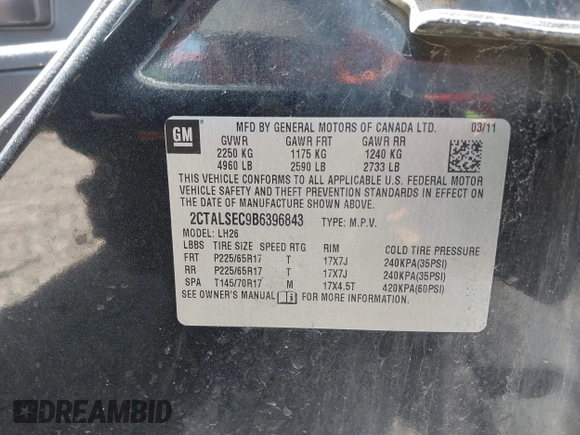 GM
MFD BY GENERAL MOTORS OF CANADA LTD. 03/11
GVWR GAWR FRT GAWR RR
2250 KG 1175 KG 1240 KG
4960 LB 2590 LB 2733 LB
THIS VEHICLE CONFORMS TO ALL APPLICABLE U.S. FEDERAL MOTOR
VEHICLE SAFETY AND THEFT PREVENTION STANDARDS IN EFFECT ON
THE DATE OF MANUFACTURE SHOWN ABOVE.
2CTALSEC9B6396843 TYPE: M.P.V.
MODEL: LH26
LBBS TIRE SIZE SPEED RTG RIM COLD TIRE PRESSURE
FRT P225/65R17 T 17X7J 240KPA(35PSI)
RR P225/65R17 T 17X7J 240KPA(35PSI)
SPA T145/70R17 M 17X4.5T 420KPA(60PSI)
SEE OWNER'S MANUAL FOR MORE INFORMATION.
DREAMBID